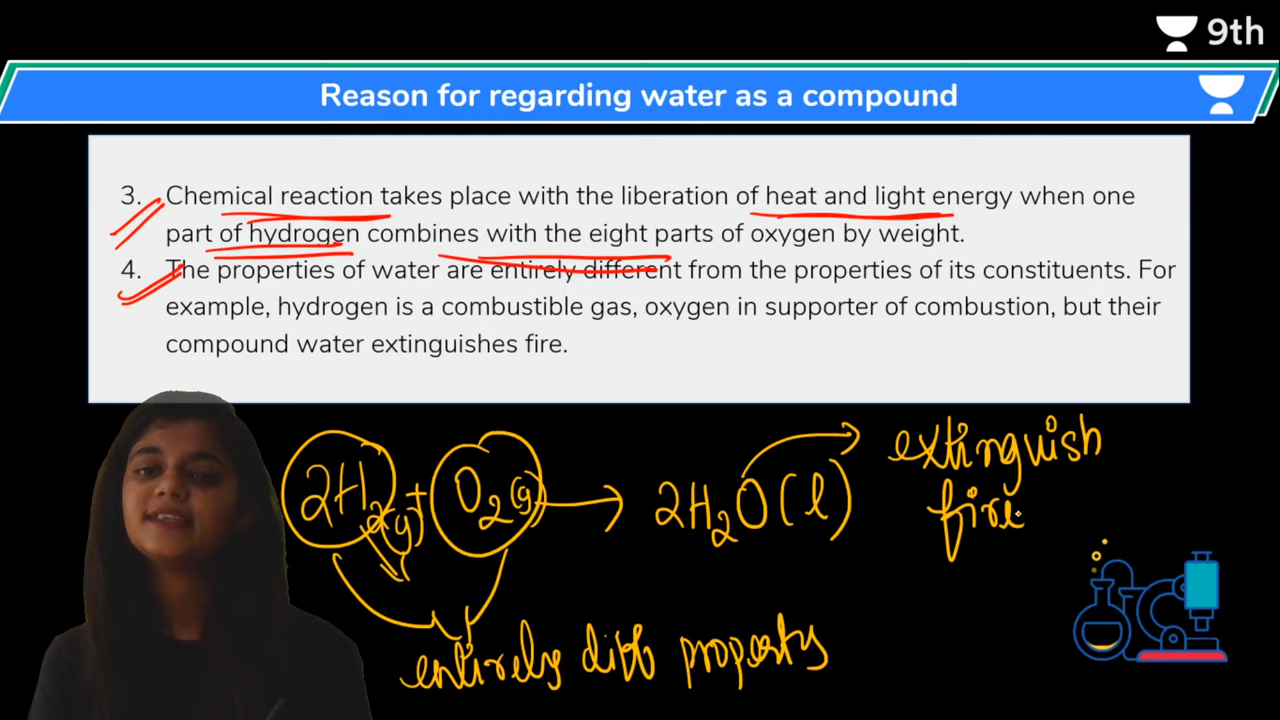 9th
Reason for regarding water as a compound
3. Chemical reaction takes place with the liberation of heat and light energy when one
part of hydrogen combines with the eight parts of oxygen by weight.
4. The properties of water are entirely different from the properties of its constituents. For
example, hydrogen is a combustible gas, oxygen in supporter of combustion, but their
compound water extinguishes fire.
2H₂(g) + O₂(g) → 2H₂O(l) → extinguish
fire
entirely diff property